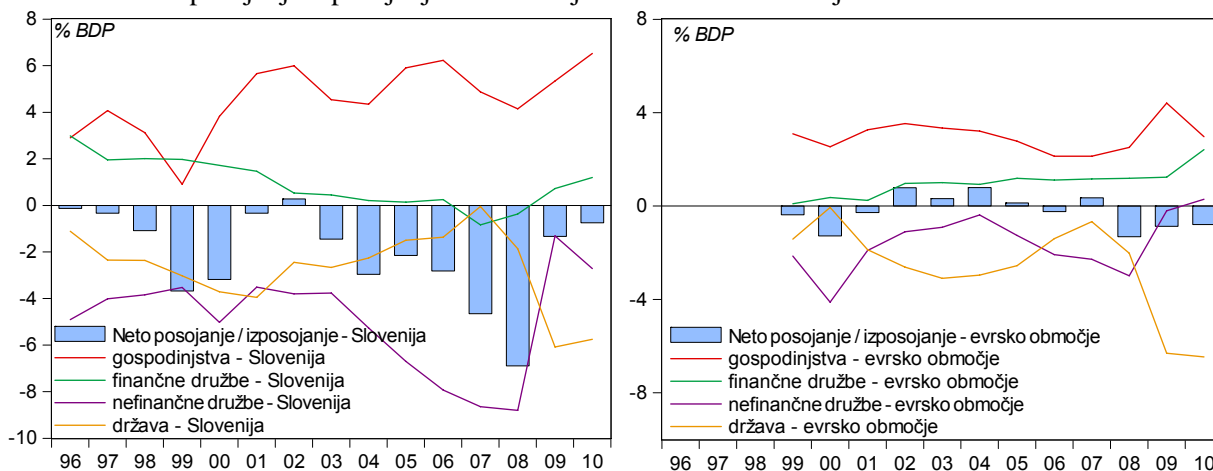 8
6
4
2
0
-2
-4
-6
-8
-10
% BDP
Neto posojanje / izposojanje - Slovenija
gospodinjstva - Slovenija
finančne družbe - Slovenija
nefinančne družbe - Slovenija
država - Slovenija
96 97 98 99 00 01 02 03 04 05 06 07 08 09 10
8
4
0
-4
-8
% BDP
Neto posojanje / izposojanje - evrsko območje
gospodinjstva - evrsko območje
finančne družbe - evrsko območje
nefinančne družbe - evrsko območje
država - evrsko območje
96 97 98 99 00 01 02 03 04 05 06 07 08 09 10